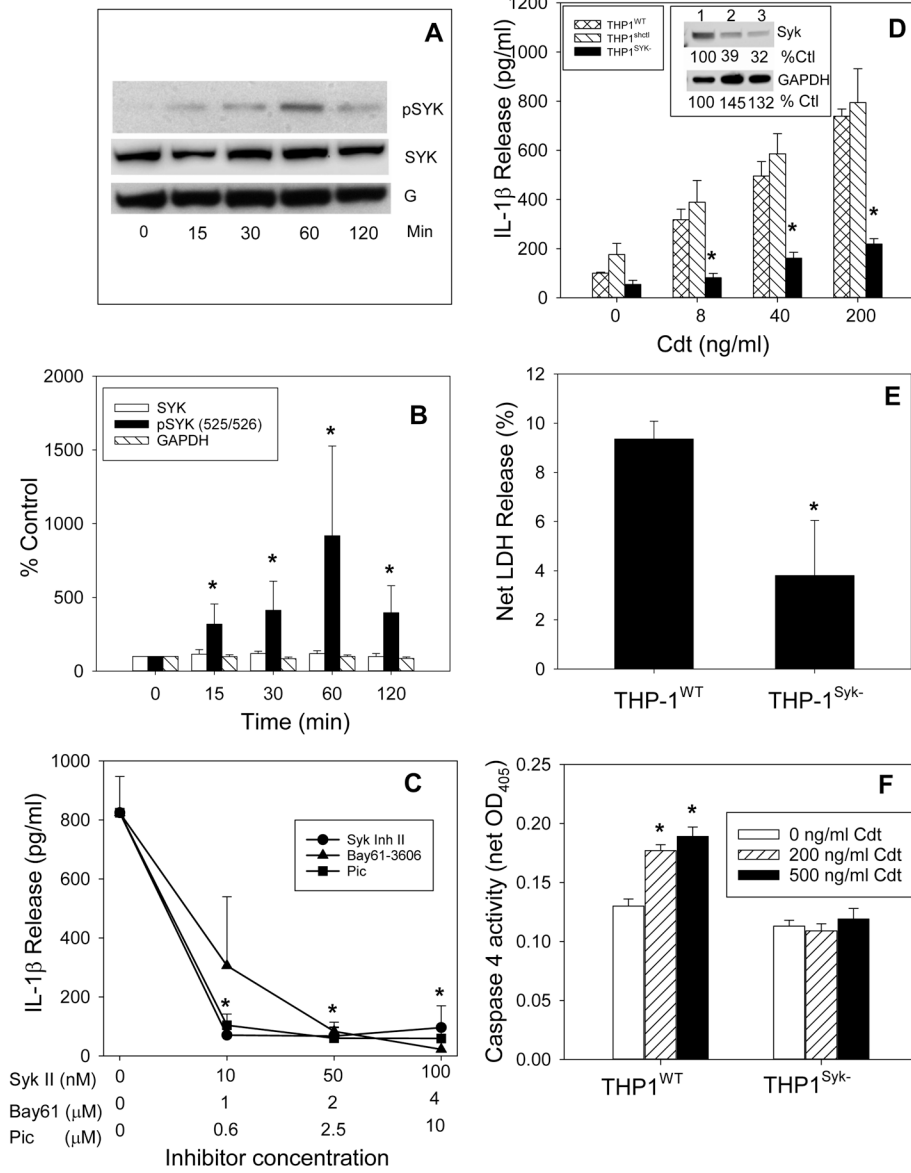 A
pSYK
SYK
G
0 15 30 60 120 Min
B
% Control
2000
1500
1000
500
0
SYK
pSYK (525/526)
GAPDH
*
*
*
*
0 15 30 60 120
Time (min)
C
IL-1β Release (pg/ml)
1000
800
600
400
200
0
Syk Inh II
Bay61-3606
Pic
*
*
*
Syk II (nM) 0 10 50 100
Bay61 (μM) 0 1 2 4
Pic (μM) 0 0.6 2.5 10
Inhibitor concentration
D
IL-1β Release (pg/ml)
1200
1000
800
600
400
200
0
THP1WT
THP1shctl
THP1SYK-
1 2 3
Syk
100 39 32 %Ctl
GAPDH
100 145 132 % Ctl
*
*
*
0 8 40 200
Cdt (ng/ml)
E
Net LDH Release (%)
12
10
8
6
4
2
0
*
THP-1WT THP-1Syk-
F
Caspase 4 activity (net OD405)
0.25
0.20
0.15
0.10
0.05
0.00
0 ng/ml Cdt
200 ng/ml Cdt
500 ng/ml Cdt
* *
THP1WT THP1Syk-